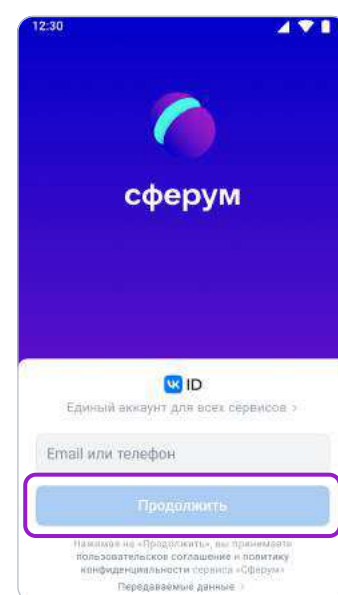 12:30
сферум
VK ID
Единый аккаунт для всех сервисов >
Email или телефон
Продолжить
Нажимая на «Продолжить», вы принимаете
пользовательское соглашение и политику
конфиденциальности сервиса «Сферум»
Передаваемые данные >